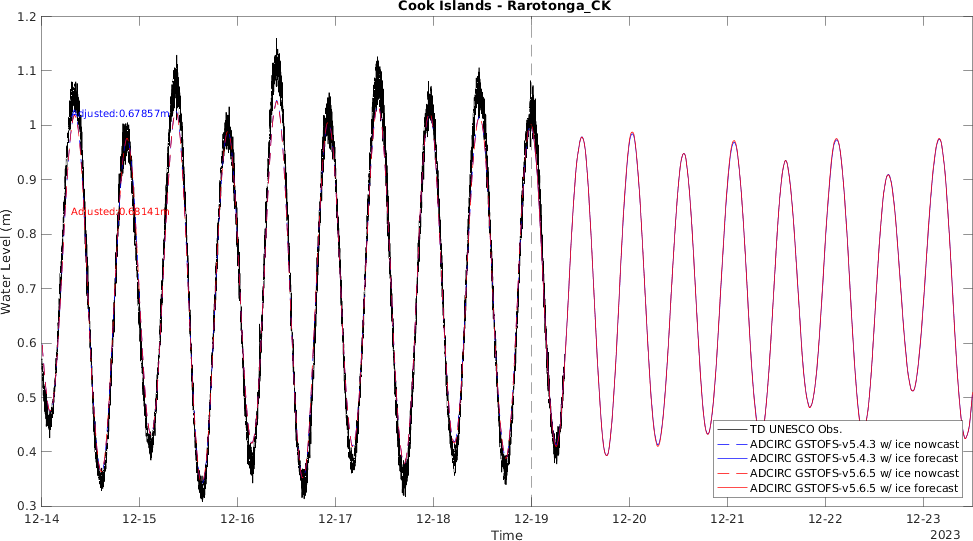 Cook Islands - Rarotonga_CK
1.2
1.1
1
0.9
0.8
0.7
0.6
0.5
0.4
0.3
Water Level (m)
Adjusted:0.67857m
Adjusted:0.68141m
TD UNESCO Obs.
ADCIRC GSTOFS-v5.4.3 w/ ice nowcast
ADCIRC GSTOFS-v5.4.3 w/ ice forecast
ADCIRC GSTOFS-v5.6.5 w/ ice nowcast
ADCIRC GSTOFS-v5.6.5 w/ ice forecast
12-14 12-15 12-16 12-17 12-18 12-19 12-20 12-21 12-22 12-23
Time
2023